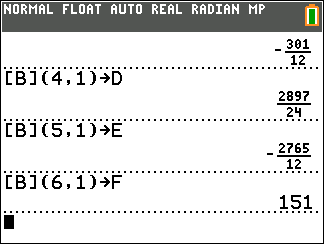 NORMAL FLOAT AUTO REAL RADIAN MP
-301/12
[B](4,1)→D
2897/24
[B](5,1)→E
-2765/12
[B](6,1)→F
151